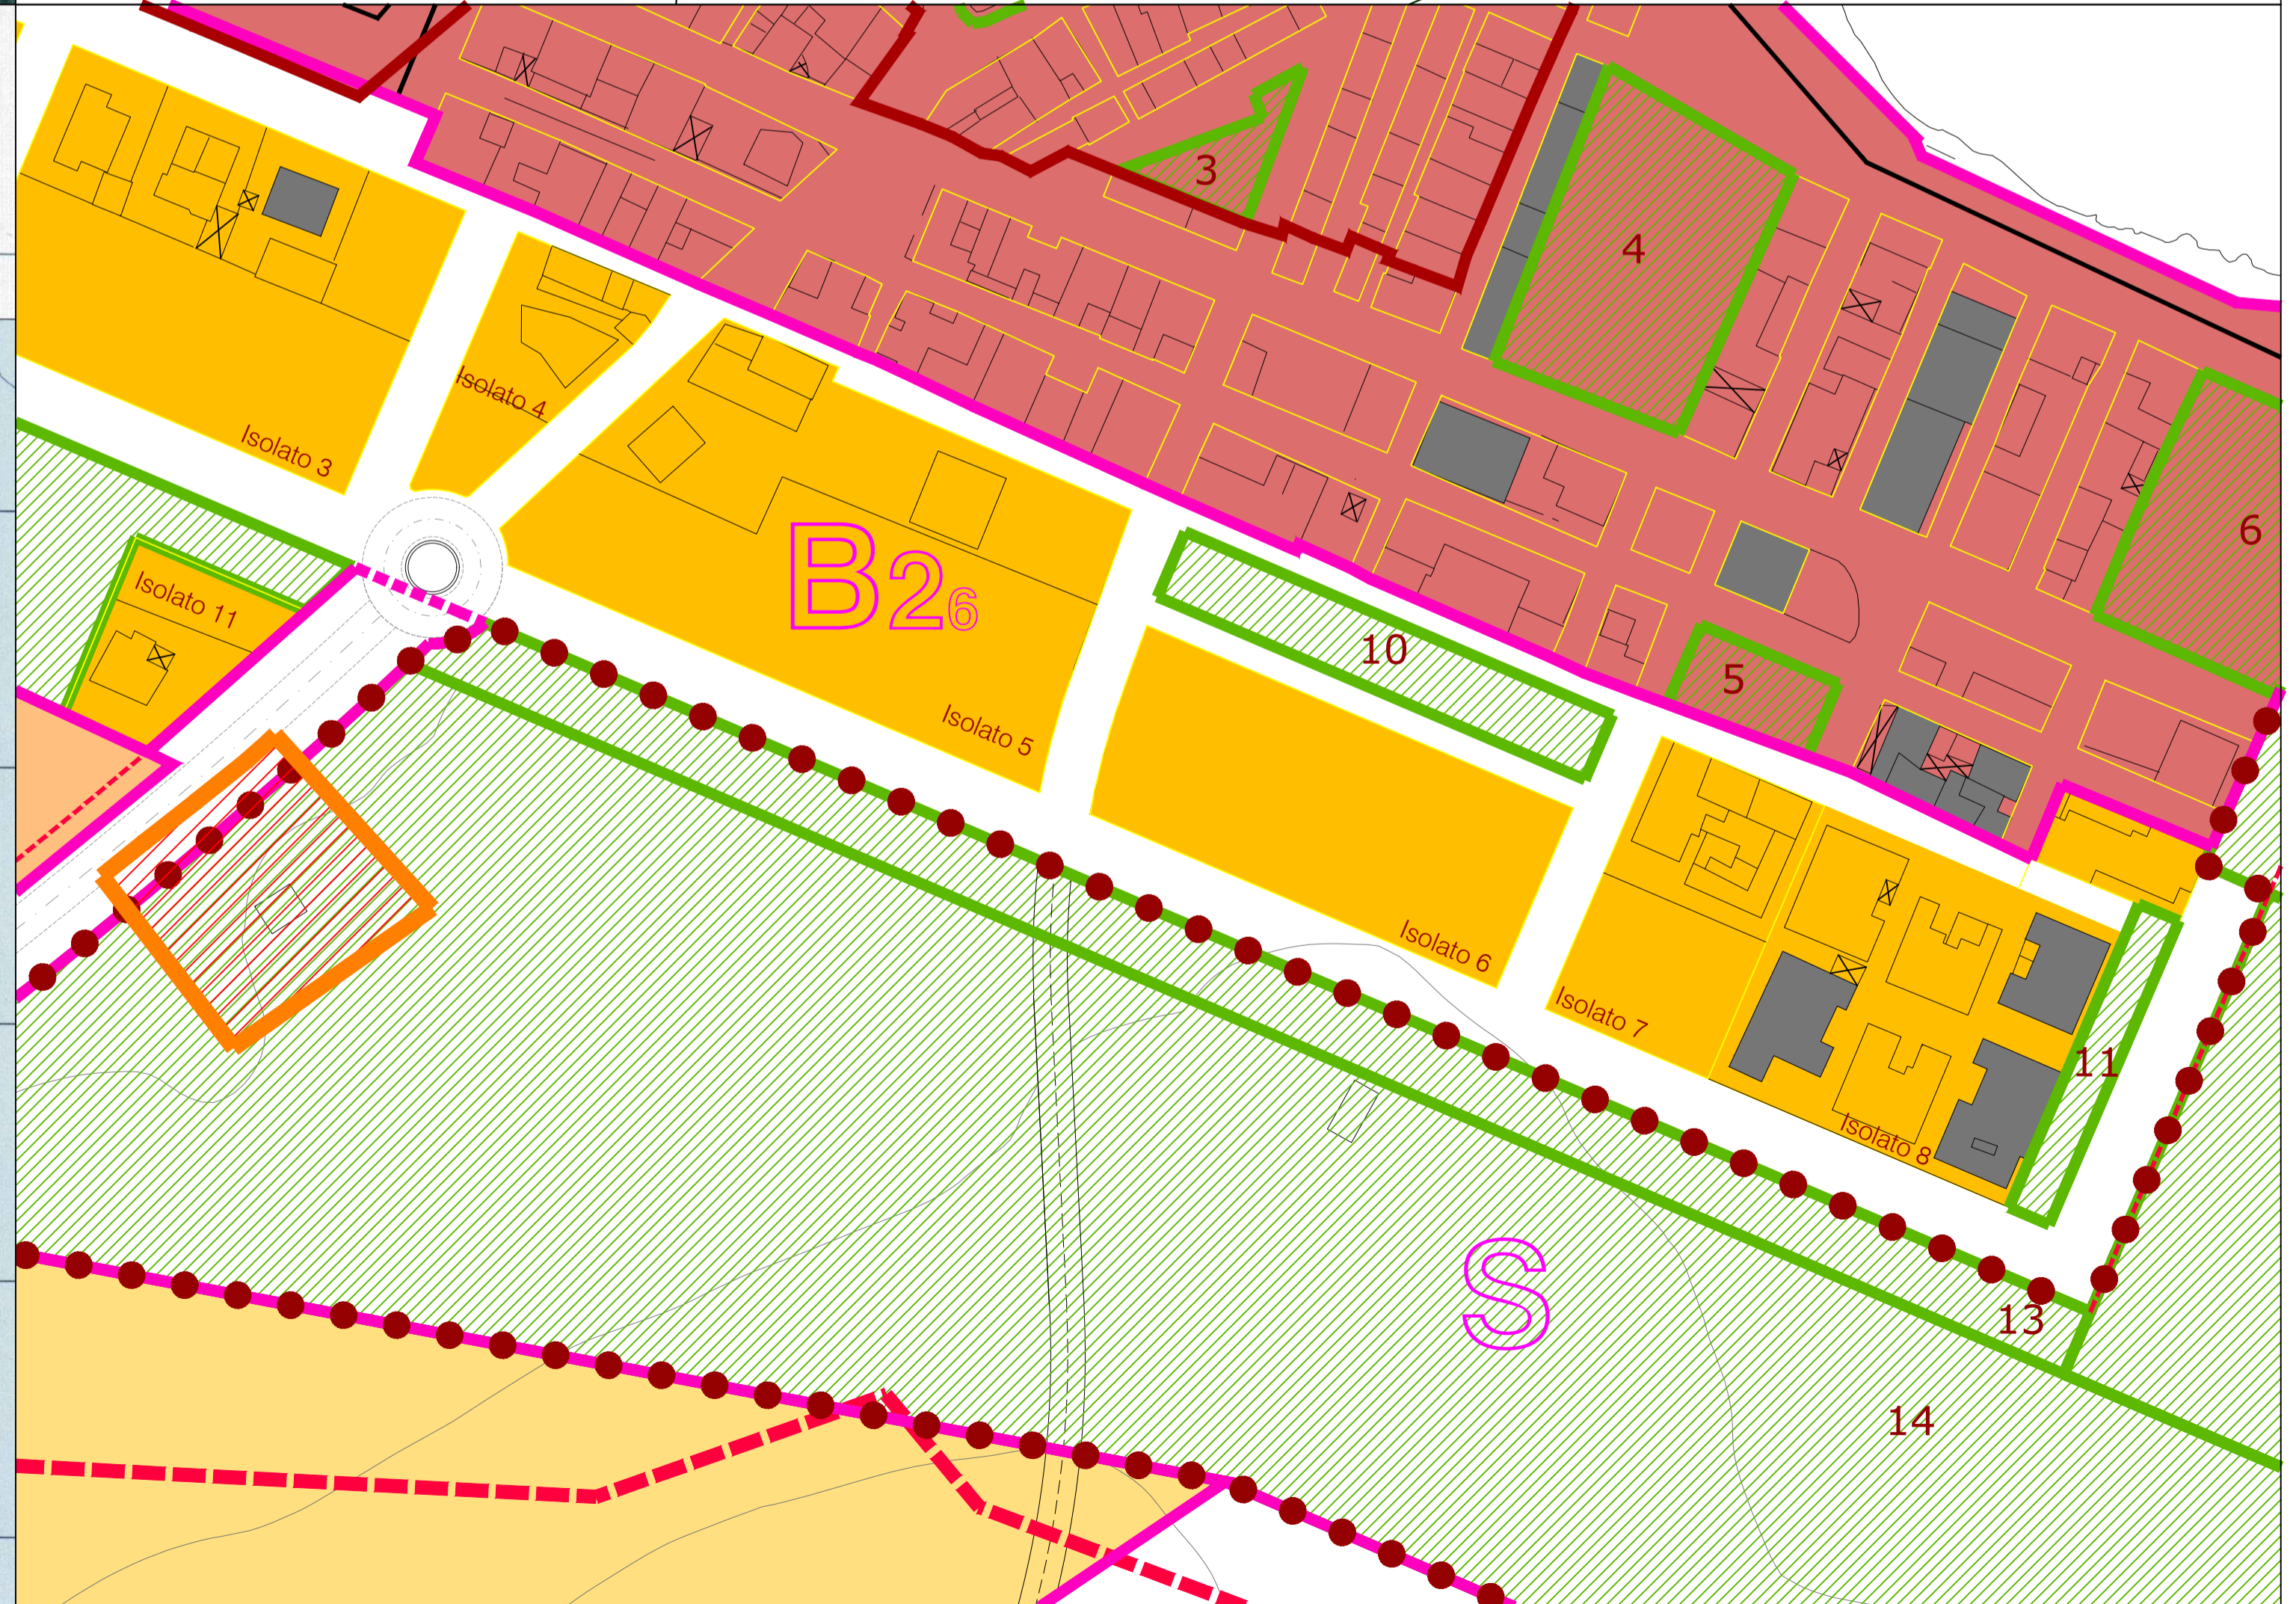 3
4
Isolato 4
Isolato 3
6
B26
Isolato 11
10
5
Isolato 5
Isolato 6
Isolato 7
11
Isolato 8
S
13
14